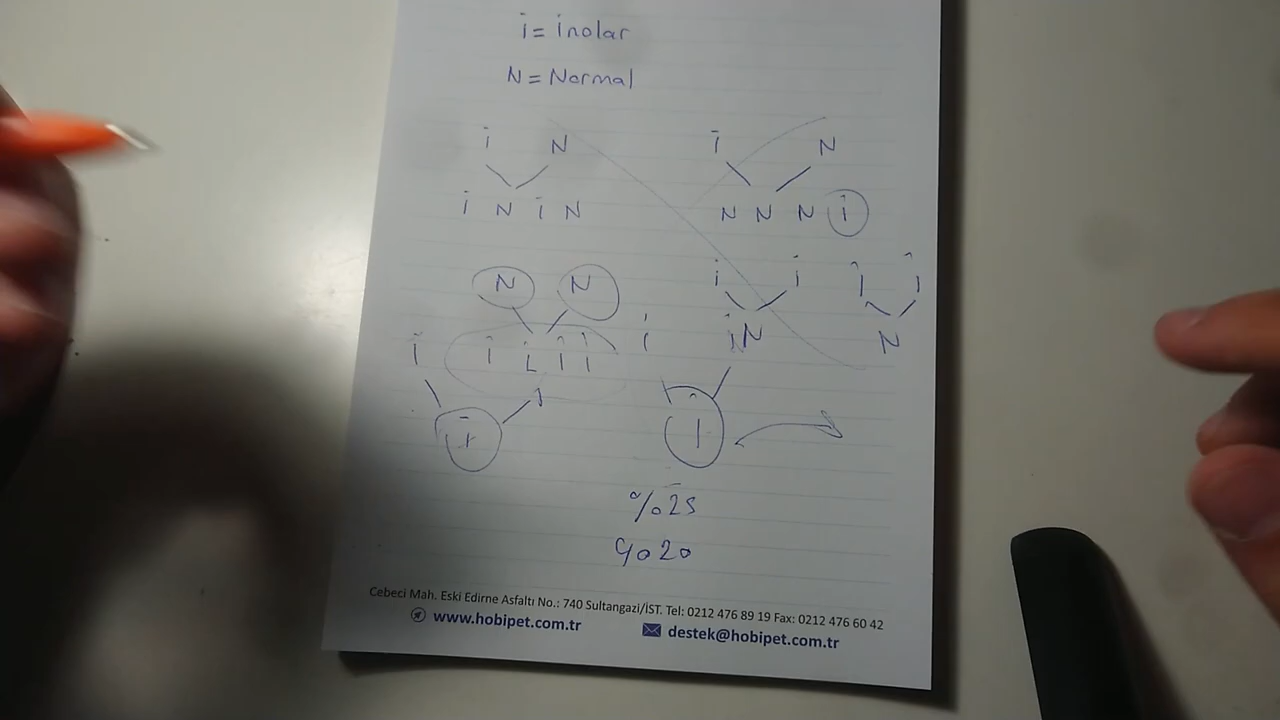 i = inolar
N = Normal
i N i N
i N i N N N N i
N N i i i i
i i i i i i i N N
i i
%25
%20
Cebeci Mah. Eski Edirne Asfaltı No.: 740 Sultangazi/İST. Tel: 0212 476 89 19 Fax: 0212 476 60 42
www.hobipet.com.tr destek@hobipet.com.tr